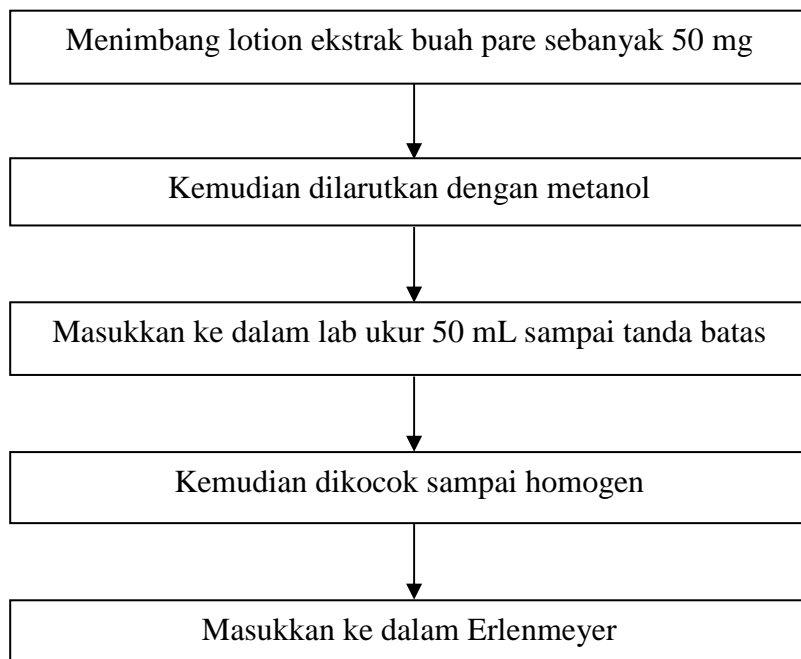 Menimbang lotion ekstrak buah pare sebanyak 50 mg
Kemudian dilarutkan dengan metanol
Masukkan ke dalam lab ukur 50 mL sampai tanda batas
Kemudian dikocok sampai homogen
Masukkan ke dalam Erlenmeyer